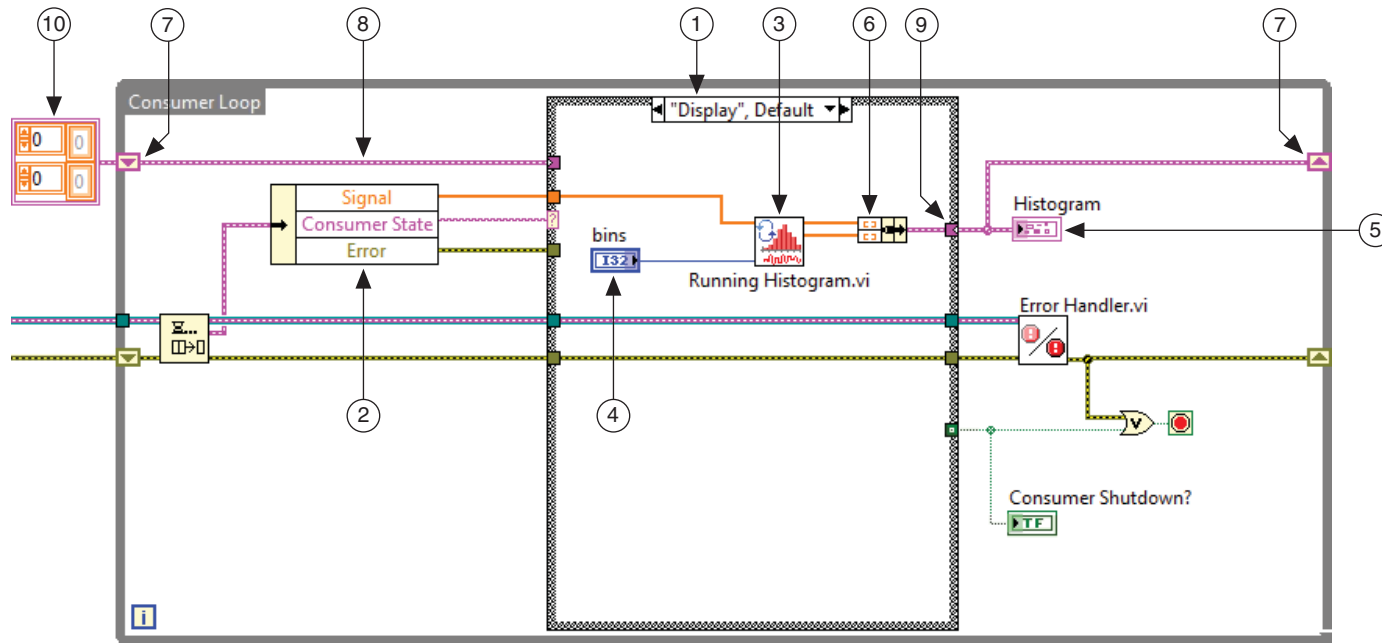 10
7
8
1
3
6
9
7
Consumer Loop
"Display", Default
0
0
0
0
Signal
Consumer State
Error
?
bins
I32
Running Histogram.vi
Histogram
5
Error Handler.vi
2
4
V
Consumer Shutdown?
TF
i